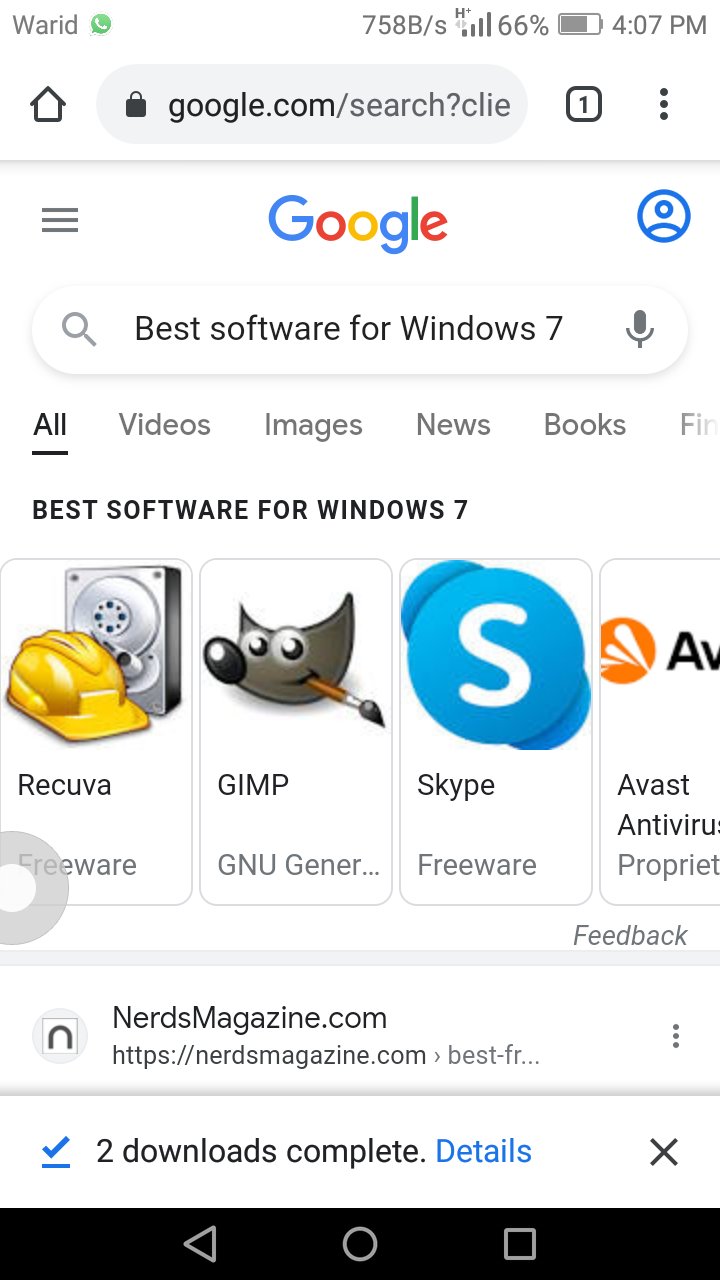 Warid 758B/s H+ 66% 4:07 PM
google.com/search?clie 1
Google
Best software for Windows 7
All Videos Images News Books Fin
BEST SOFTWARE FOR WINDOWS 7
S Av
Recuva GIMP Skype Avast
Antivirus
Freeware GNU Gener... Freeware Propriet
Feedback
NerdsMagazine.com
https://nerdsmagazine.com › best-fr...
2 downloads complete. Details